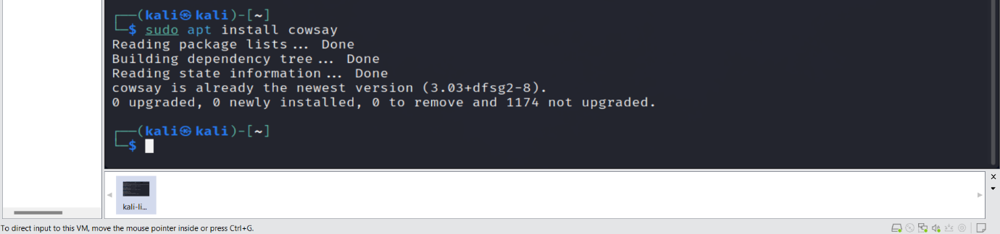 ┌──(kali㉿kali)-[~]
└─$ sudo apt install cowsay
Reading package lists... Done
Building dependency tree... Done
Reading state information... Done
cowsay is already the newest version (3.03+dfsg2-8).
0 upgraded, 0 newly installed, 0 to remove and 1174 not upgraded.
┌──(kali㉿kali)-[~]
└─$
kali-li...
To direct input to this VM, move the mouse pointer inside or press Ctrl+G.